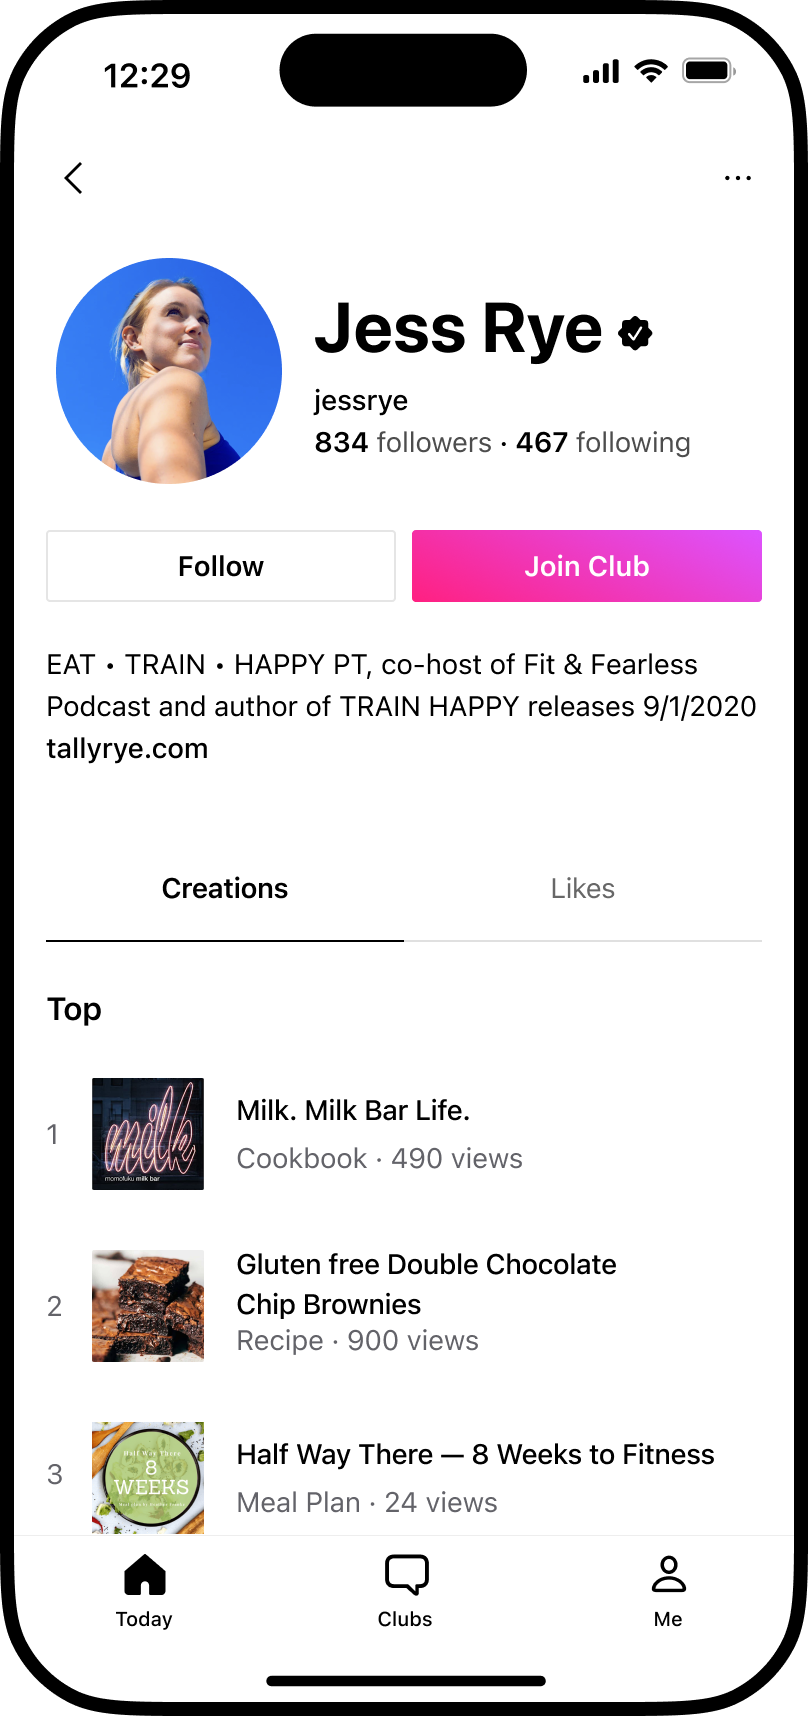 12:29
Jess Rye
jessrye
834 followers · 467 following
Follow
Join Club
EAT • TRAIN • HAPPY PT, co-host of Fit & Fearless
Podcast and author of TRAIN HAPPY releases 9/1/2020
tallyrye.com
Creations
Likes
Top
1
milk
momofuku milk bar
Milk. Milk Bar Life.
Cookbook · 490 views
2
Gluten free Double Chocolate
Chip Brownies
Recipe · 900 views
3
Half Way There
8
WEEKS
Half Way There — 8 Weeks to Fitness
Meal Plan · 24 views
Today
Clubs
Me